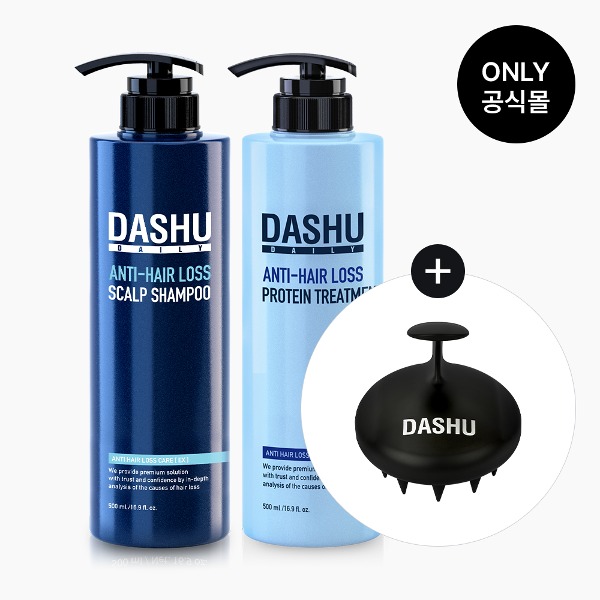 ONLY
공식몰
DASHU
DAILY
ANTI-HAIR LOSS
SCALP SHAMPOO
ANTI HAIR LOSS CARE [EX]
We provide premium solution
with trust and confidence by in-depth
analysis of the causes of hair loss
500 ml /16.9 fl. oz.
DASHU
DAILY
ANTI-HAIR LOSS
PROTEIN TREATMEN
ANTI HAIR LOSS
We provide premium
with trust and confid
analysis of the causes
500 ml /16.9 fl. oz.
+
DASHU